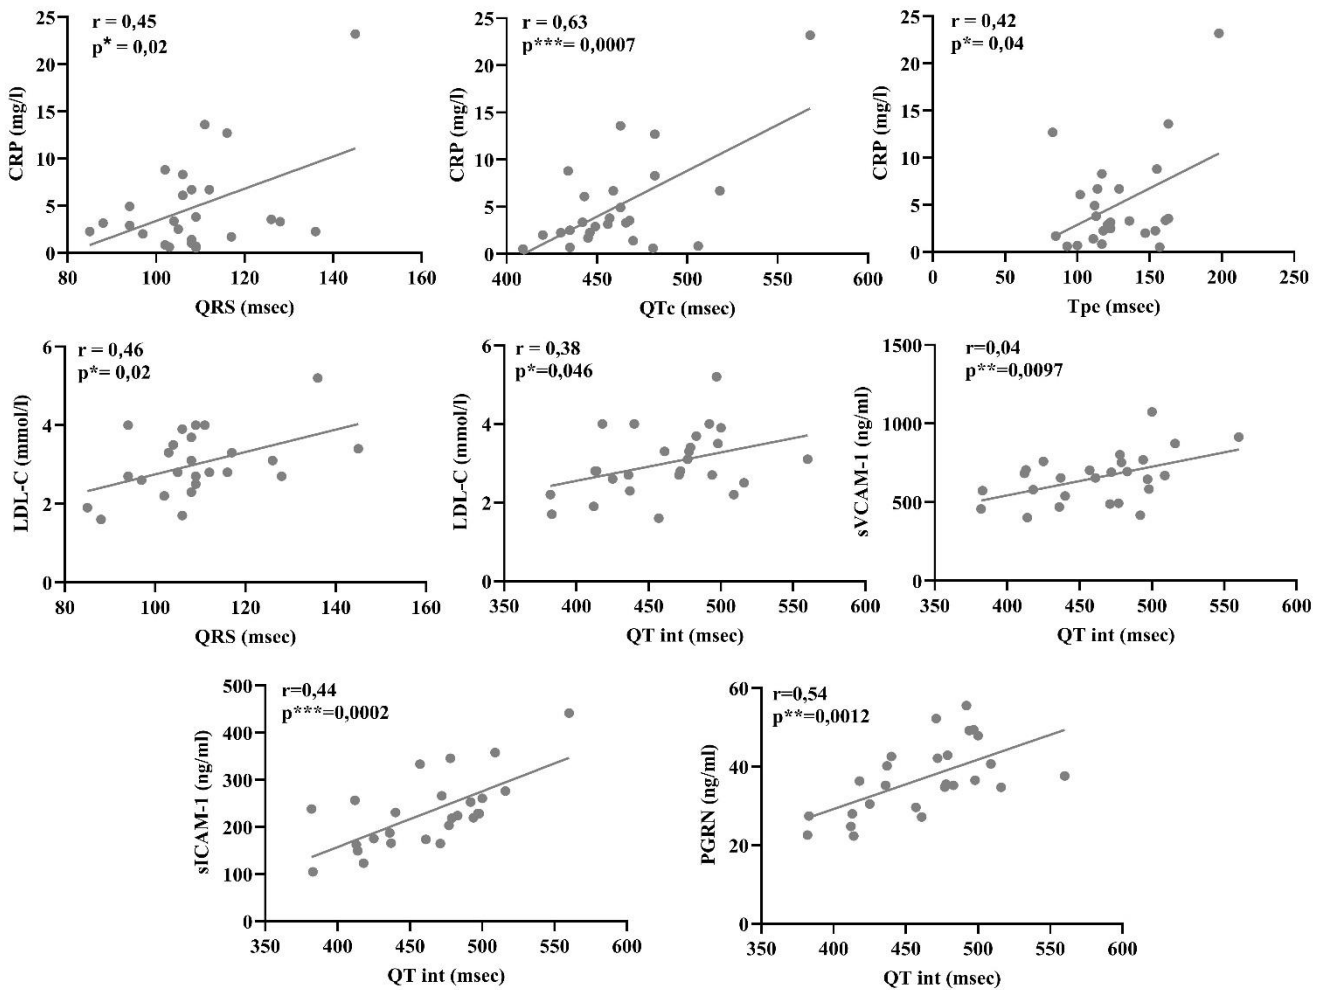 r = 0,45
p* = 0,02
CRP (mg/l)
25
20
15
10
5
0
80 100 120 140 160
QRS (msec)
r = 0,63
p***= 0,0007
CRP (mg/l)
25
20
15
10
5
0
400 450 500 550 600
QTc (msec)
r = 0,42
p*= 0,04
CRP (mg/l)
25
20
15
10
5
0
0 50 100 150 200 250
Tpe (msec)
r = 0,46
p*= 0,02
LDL-C (mmol/l)
6
4
2
0
80 100 120 140 160
QRS (msec)
r = 0,38
p*=0,046
LDL-C (mmol/l)
6
4
2
0
350 400 450 500 550 600
QT int (msec)
r=0,04
p**=0,0097
sVCAM-1 (ng/ml)
1500
1000
500
0
350 400 450 500 550 600
QT int (msec)
r=0,44
p***=0,0002
sICAM-1 (ng/ml)
500
400
300
200
100
0
350 400 450 500 550 600
QT int (msec)
r=0,54
p**=0,0012
PGRN (ng/ml)
60
40
20
0
350 400 450 500 550 600
QT int (msec)